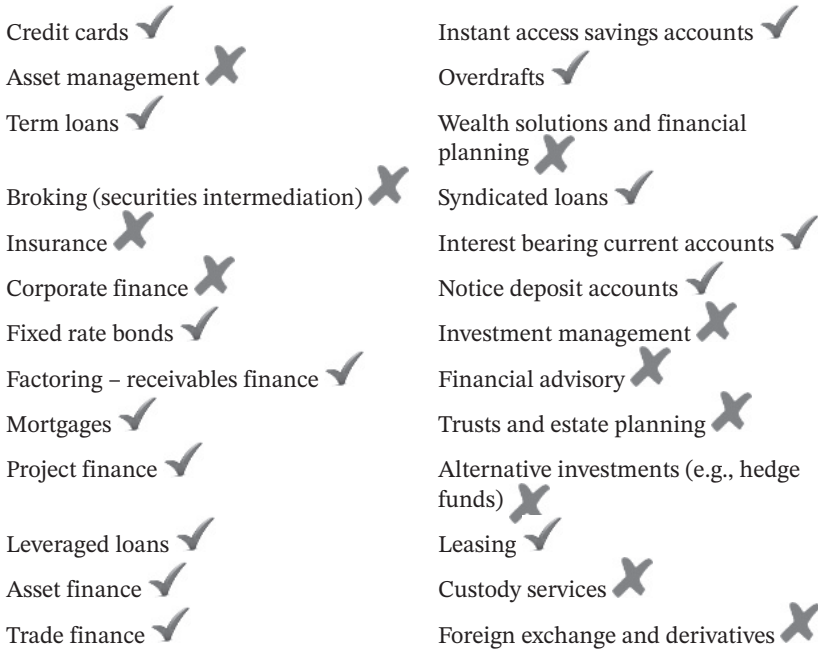 Credit cards ✓
Asset management ✗
Term loans ✓
Broking (securities intermediation) ✗
Insurance ✗
Corporate finance ✗
Fixed rate bonds ✓
Factoring – receivables finance ✓
Mortgages ✓
Project finance ✓
Leveraged loans ✓
Asset finance ✓
Trade finance ✓
Instant access savings accounts ✓
Overdrafts ✓
Wealth solutions and financial
planning ✗
Syndicated loans ✓
Interest bearing current accounts ✓
Notice deposit accounts ✓
Investment management ✗
Financial advisory ✗
Trusts and estate planning ✗
Alternative investments (e.g., hedge
funds) ✗
Leasing ✓
Custody services ✗
Foreign exchange and derivatives ✗